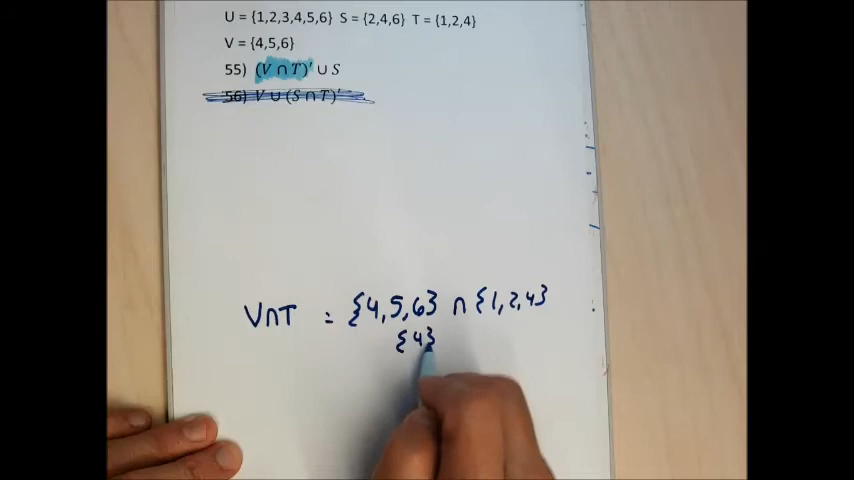 U = {1,2,3,4,5,6} S = {2,4,6} T = {1,2,4}
V = {4,5,6}
55) (V ∩ T)′ ∪ S
56) V ∪ (S ∩ T)′
V∩T = {4,5,6} ∩ {1,2,4}
{4}